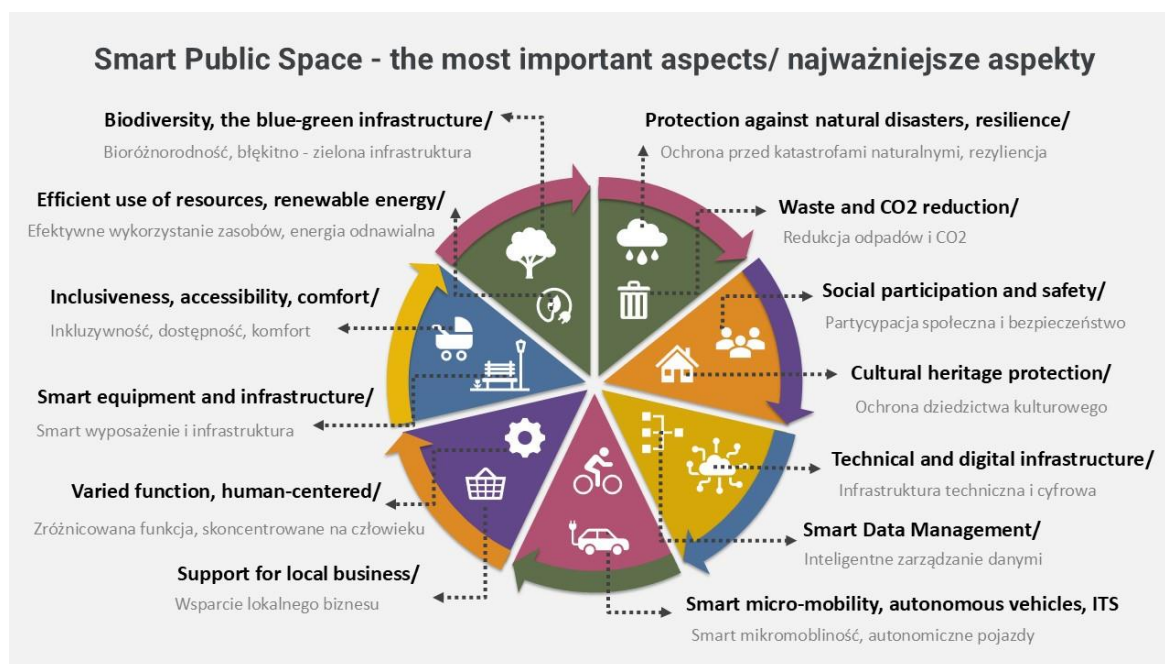 Smart Public Space - the most important aspects/ najważniejsze aspekty
Biodiversity, the blue-green infrastructure/
Bioróżnorodność, błękitno - zielona infrastruktura
Efficient use of resources, renewable energy/
Efektywne wykorzystanie zasobów, energia odnawialna
Inclusiveness, accessibility, comfort/
Inkluzywność, dostępność, komfort
Smart equipment and infrastructure/
Smart wyposażenie i infrastruktura
Varied function, human-centered/
Zróżnicowana funkcja, skoncentrowane na człowieku
Support for local business/
Wsparcie lokalnego biznesu
Protection against natural disasters, resilience/
Ochrona przed katastrofami naturalnymi, rezyliencja
Waste and CO2 reduction/
Redukcja odpadów i CO2
Social participation and safety/
Partycypacja społeczna i bezpieczeństwo
Cultural heritage protection/
Ochrona dziedzictwa kulturowego
Technical and digital infrastructure/
Infrastruktura techniczna i cyfrowa
Smart Data Management/
Inteligentne zarządzanie danymi
Smart micro-mobility, autonomous vehicles, ITS
Smart mikromobliność, autonomiczne pojazdy